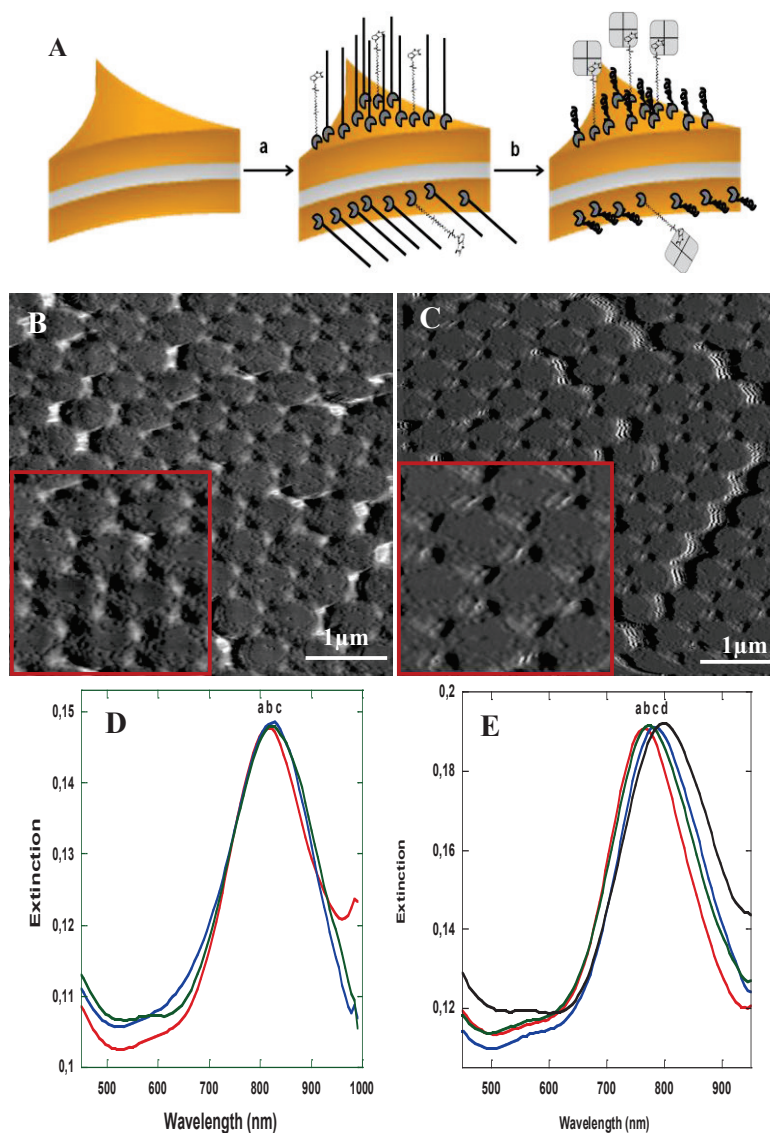 A
a
b
B
C
1µm
1µm
D
a b c
0,15
0,14
0,13
0,12
0,11
0,1
Extinction
500 600 700 800 900 1000
Wavelength (nm)
E
a b c d
0,2
0,18
0,16
0,14
0,12
Extinction
500 600 700 800 900
Wavelength (nm)